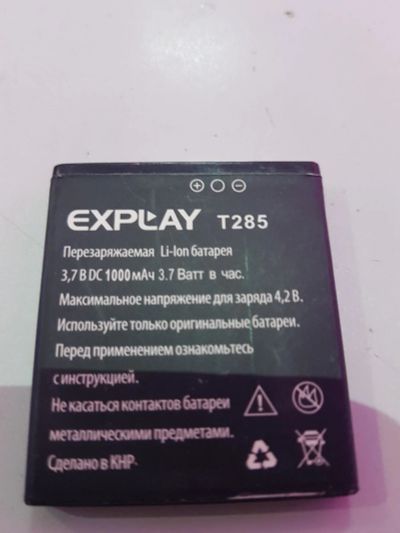 EXPLAY T285
Перезаряжаемая Li-Ion батарея
3,7 В DC 1000 мАч 3.7 Ватт в час.
Максимальное напряжение для заряда 4,2 В.
Используйте только оригинальные батареи.
Перед применением ознакомьтесь
с инструкцией.
Не касаться контактов батареи
металлическими предметами.
Сделано в КНР.